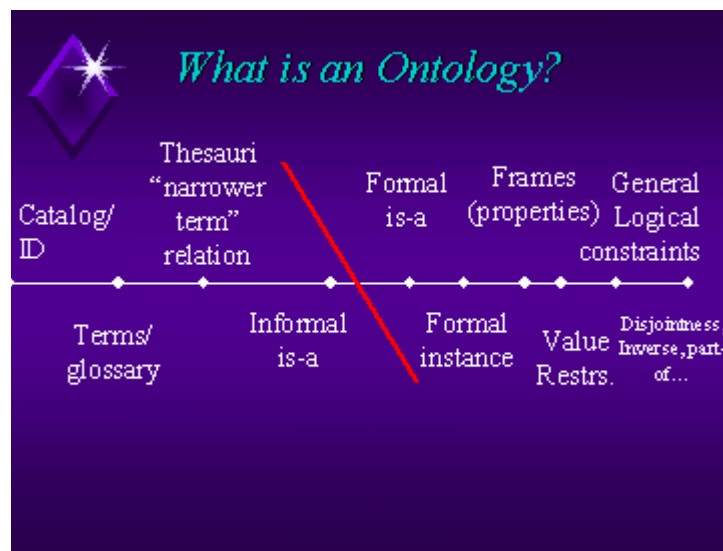 What is an Ontology?
Catalog/
ID
Thesauri
“narrower
term”
relation
Formal
is-a
Frames
(properties)
General
Logical
constraints
Terms/
glossary
Informal
is-a
Formal
instance
Value
Restrs.
Disjointness
Inverse,part-
of...